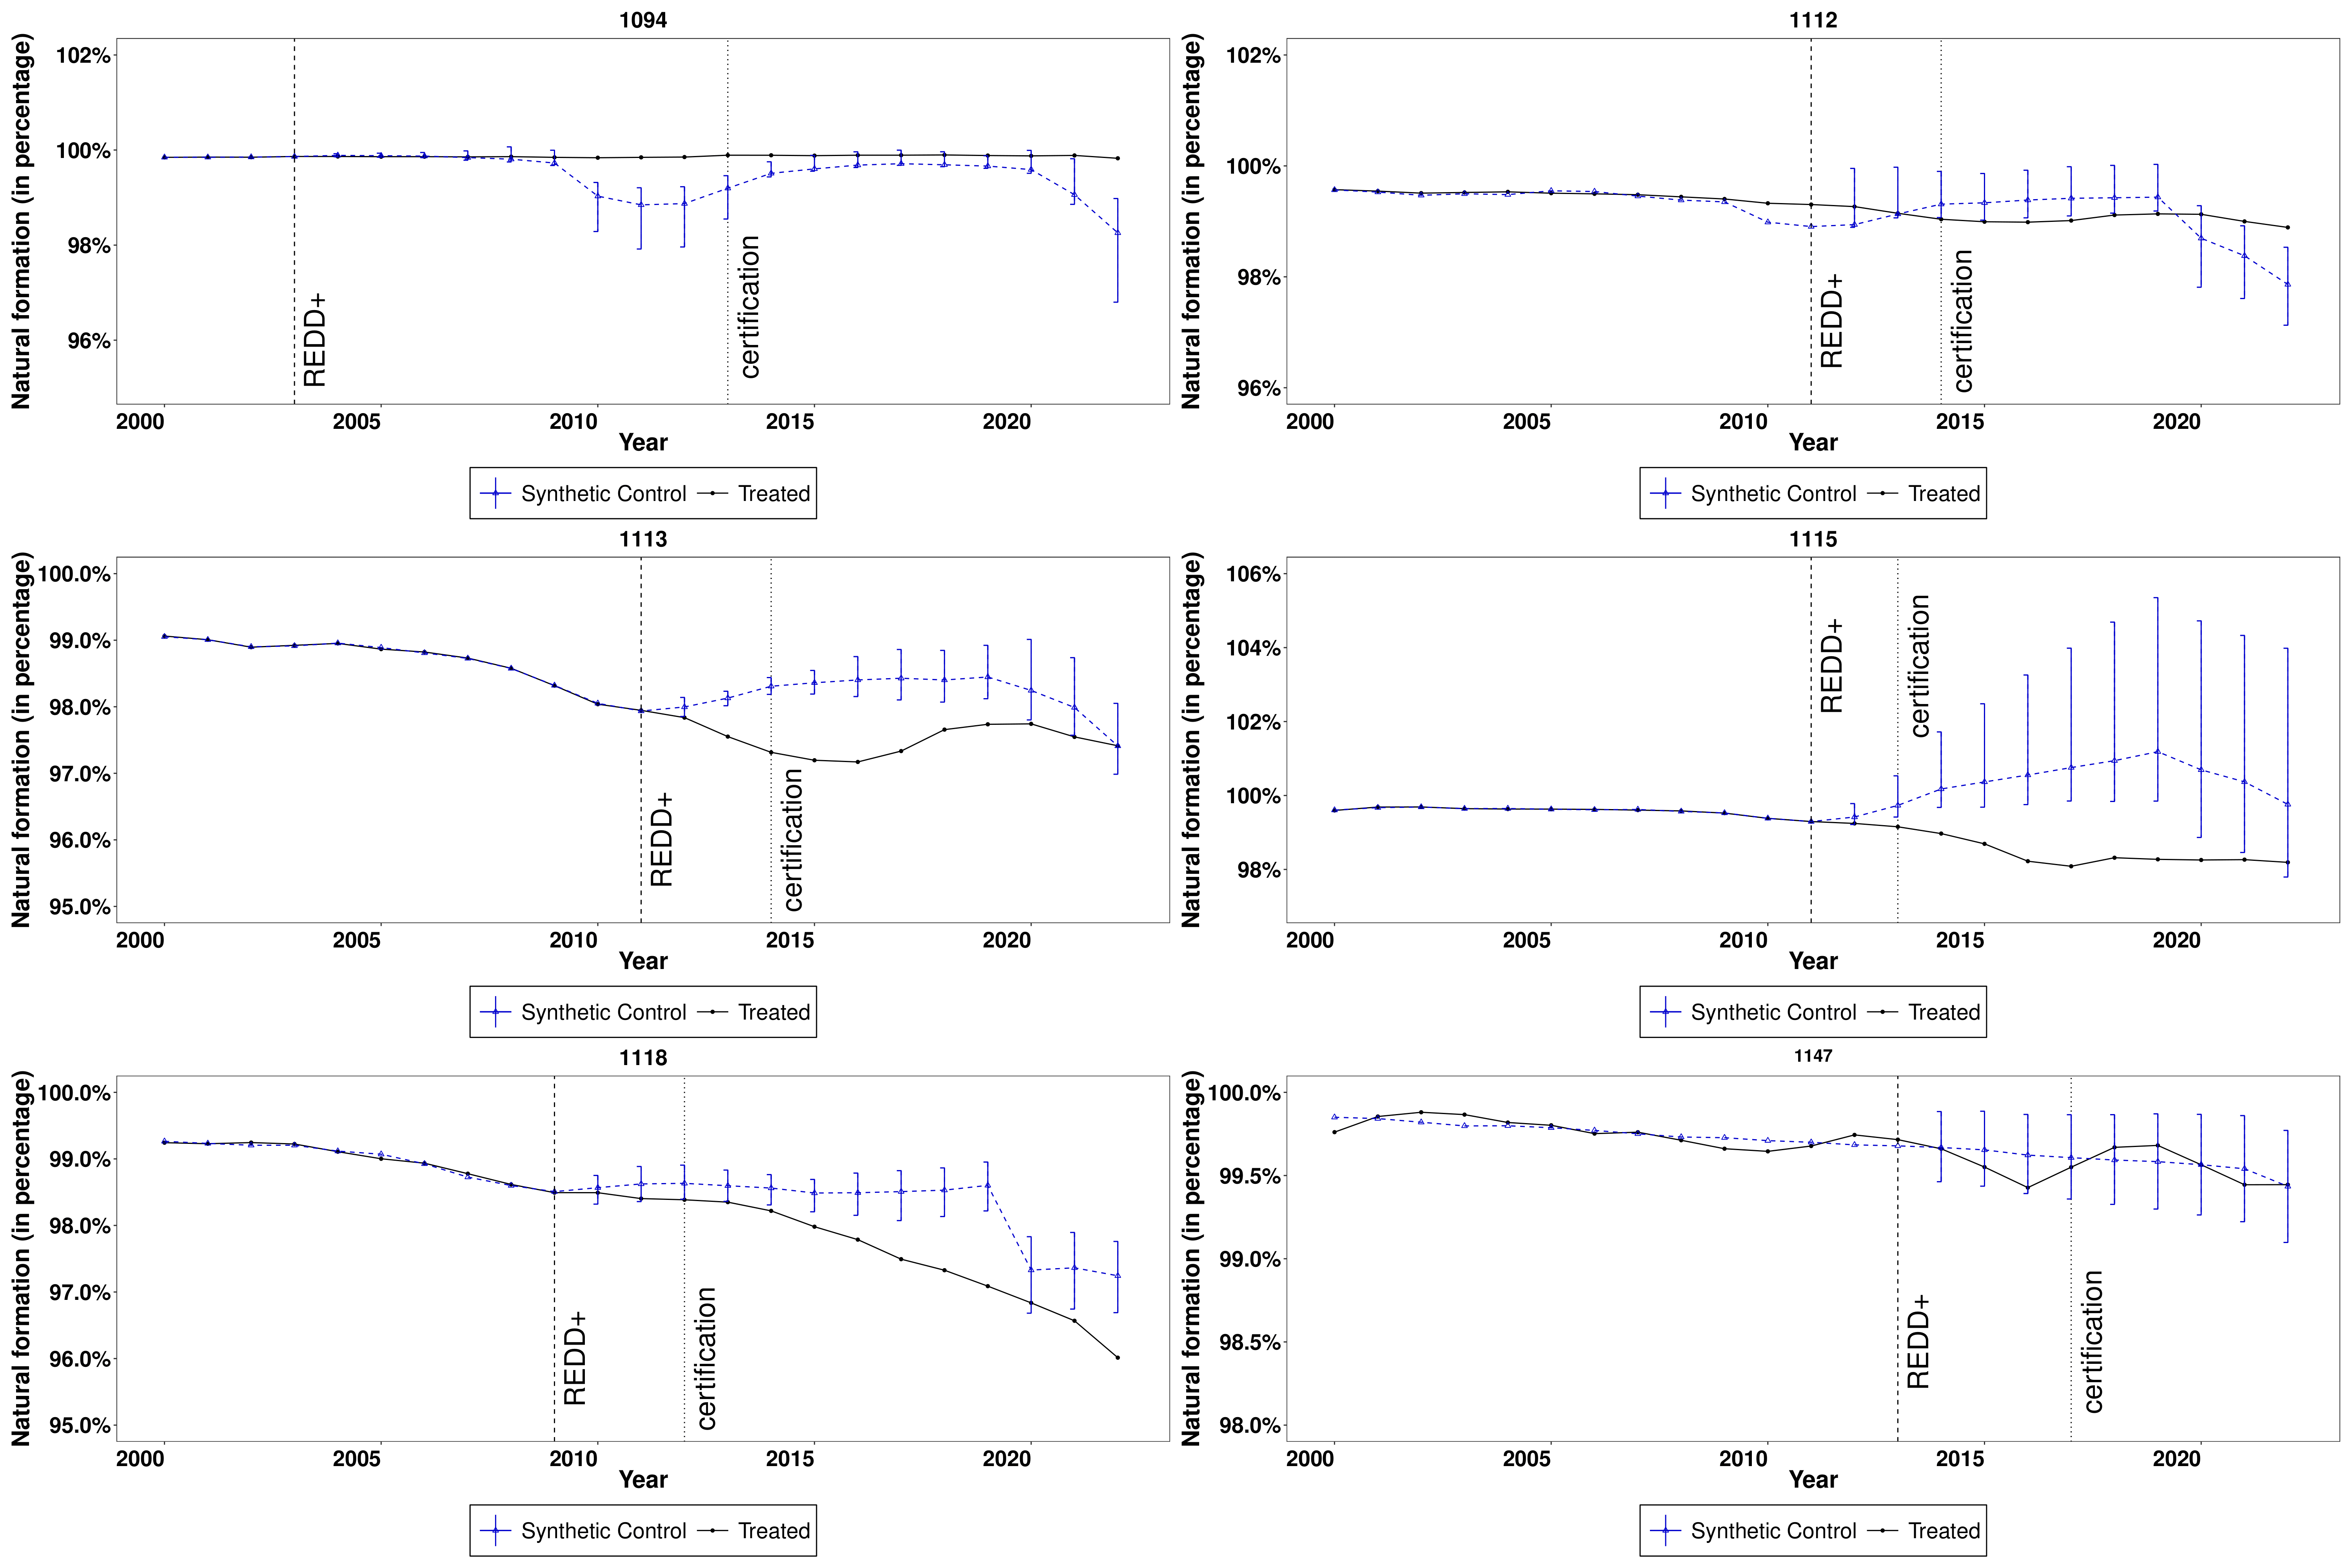 1094
Natural formation (in percentage)
102%
100%
98%
96%
REDD+
certification
2000 2005 2010 2015 2020
Year
Synthetic Control Treated
1112
Natural formation (in percentage)
102%
100%
98%
96%
REDD+
certification
2000 2005 2010 2015 2020
Year
Synthetic Control Treated
1113
Natural formation (in percentage)
100.0%
99.0%
98.0%
97.0%
96.0%
95.0%
REDD+
certification
2000 2005 2010 2015 2020
Year
Synthetic Control Treated
1115
Natural formation (in percentage)
106%
104%
102%
100%
98%
REDD+
certification
2000 2005 2010 2015 2020
Year
Synthetic Control Treated
1118
Natural formation (in percentage)
100.0%
99.0%
98.0%
97.0%
96.0%
95.0%
REDD+
certification
2000 2005 2010 2015 2020
Year
Synthetic Control Treated
1147
Natural formation (in percentage)
100.0%
99.5%
99.0%
98.5%
98.0%
REDD+
certification
2000 2005 2010 2015 2020
Year
Synthetic Control Treated